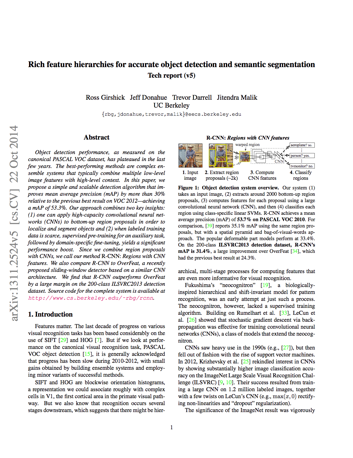 Rich feature hierarchies for accurate object detection and semantic segmentation
Tech report (v5)
Ross Girshick Jeff Donahue Trevor Darrell Jitendra Malik
UC Berkeley
{rbg,jdonahue,trevor,malik}@eecs.berkeley.edu
arXiv:1311.2524v5 [cs.CV] 22 Oct 2014
Abstract
Object detection performance, as measured on the
canonical PASCAL VOC dataset, has plateaued in the last
few years. The best-performing methods are complex en-
semble systems that typically combine multiple low-level
image features with high-level context. In this paper, we
propose a simple and scalable detection algorithm that im-
proves mean average precision (mAP) by more than 30%
relative to the previous best result on VOC 2012—achieving
a mAP of 53.3%. Our approach combines two key insights:
(1) one can apply high-capacity convolutional neural net-
works (CNNs) to bottom-up region proposals in order to
localize and segment objects and (2) when labeled training
data is scarce, supervised pre-training for an auxiliary task,
followed by domain-specific fine-tuning, yields a significant
performance boost. Since we combine region proposals
with CNNs, we call our method R-CNN: Regions with CNN
features. We also compare R-CNN to OverFeat, a recently
proposed sliding-window detector based on a similar CNN
architecture. We find that R-CNN outperforms OverFeat
by a large margin on the 200-class ILSVRC2013 detection
dataset. Source code for the complete system is available at
http://www.cs.berkeley.edu/~rbg/rcnn.
1. Introduction
Features matter. The last decade of progress on various
visual recognition tasks has been based considerably on the
use of SIFT [29] and HOG [7]. But if we look at perfor-
mance on the canonical visual recognition task, PASCAL
VOC object detection [15], it is generally acknowledged
that progress has been slow during 2010-2012, with small
gains obtained by building ensemble systems and employ-
ing minor variants of successful methods.
SIFT and HOG are blockwise orientation histograms,
a representation we could associate roughly with complex
cells in V1, the first cortical area in the primate visual path-
way. But we also know that recognition occurs several
stages downstream, which suggests that there might be hier-
R-CNN: Regions with CNN features
warped region
CNN
1. Input image
2. Extract region proposals (~2k)
3. Compute CNN features
4. Classify regions
Figure 1: Object detection system overview. Our system (1)
takes an input image, (2) extracts around 2000 bottom-up region
proposals, (3) computes features for each proposal using a large
convolutional neural network (CNN), and then (4) classifies each
region using class-specific linear SVMs. R-CNN achieves a mean
average precision (mAP) of 53.7% on PASCAL VOC 2010. For
comparison, [39] reports 35.1% mAP using the same region pro-
posals, but with a spatial pyramid and bag-of-visual-words ap-
proach. The popular deformable part models perform at 33.4%.
On the 200-class ILSVRC2013 detection dataset, R-CNN's
mAP is 31.4%, a large improvement over OverFeat [34], which
had the previous best result at 24.3%.
archical, multi-stage processes for computing features that
are even more informative for visual recognition.
Fukushima's "neocognitron" [19], a biologically-
inspired hierarchical and shift-invariant model for pattern
recognition, was an early attempt at just such a process.
The neocognitron, however, lacked a supervised training
algorithm. Building on Rumelhart et al. [33], LeCun et
al. [26] showed that stochastic gradient descent via back-
propagation was effective for training convolutional neural
networks (CNNs), a class of models that extend the neocog-
nitron.
CNNs saw heavy use in the 1990s (e.g., [27]), but then
fell out of fashion with the rise of support vector machines.
In 2012, Krizhevsky et al. [25] rekindled interest in CNNs
by showing substantially higher image classification accu-
racy on the ImageNet Large Scale Visual Recognition Chal-
lenge (ILSVRC) [9, 10]. Their success resulted from train-
ing a large CNN on 1.2 million labeled images, together
with a few twists on LeCun's CNN (e.g., max(x, 0) rectify-
ing non-linearities and "dropout" regularization).
The significance of the ImageNet result was vigorously
1